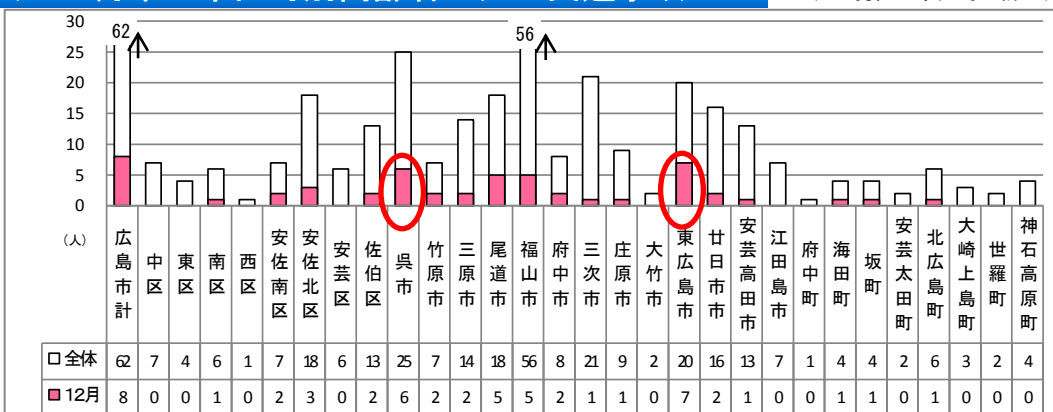 62
56
30
25
20
15
10
5
0
(人)
広島市計 中区 東区 南区 西区 安佐南区 安佐北区 安芸区 佐伯区 呉市 竹原市 三原市 尾道市 福山市 府中市 三次市 庄原市 大竹市 東広島市 廿日市市 安芸高田市 江田島市 府中町 海田町 坂町 安芸太田町 北広島町 大崎上島町 世羅町 神石高原町
全体 62 7 4 6 1 7 18 6 13 25 7 14 18 56 8 21 9 2 20 16 13 7 1 4 4 2 6 3 2 4
12月 8 0 0 1 0 2 3 0 2 6 2 2 5 5 2 1 1 0 7 2 1 0 0 1 1 0 1 0 0 0